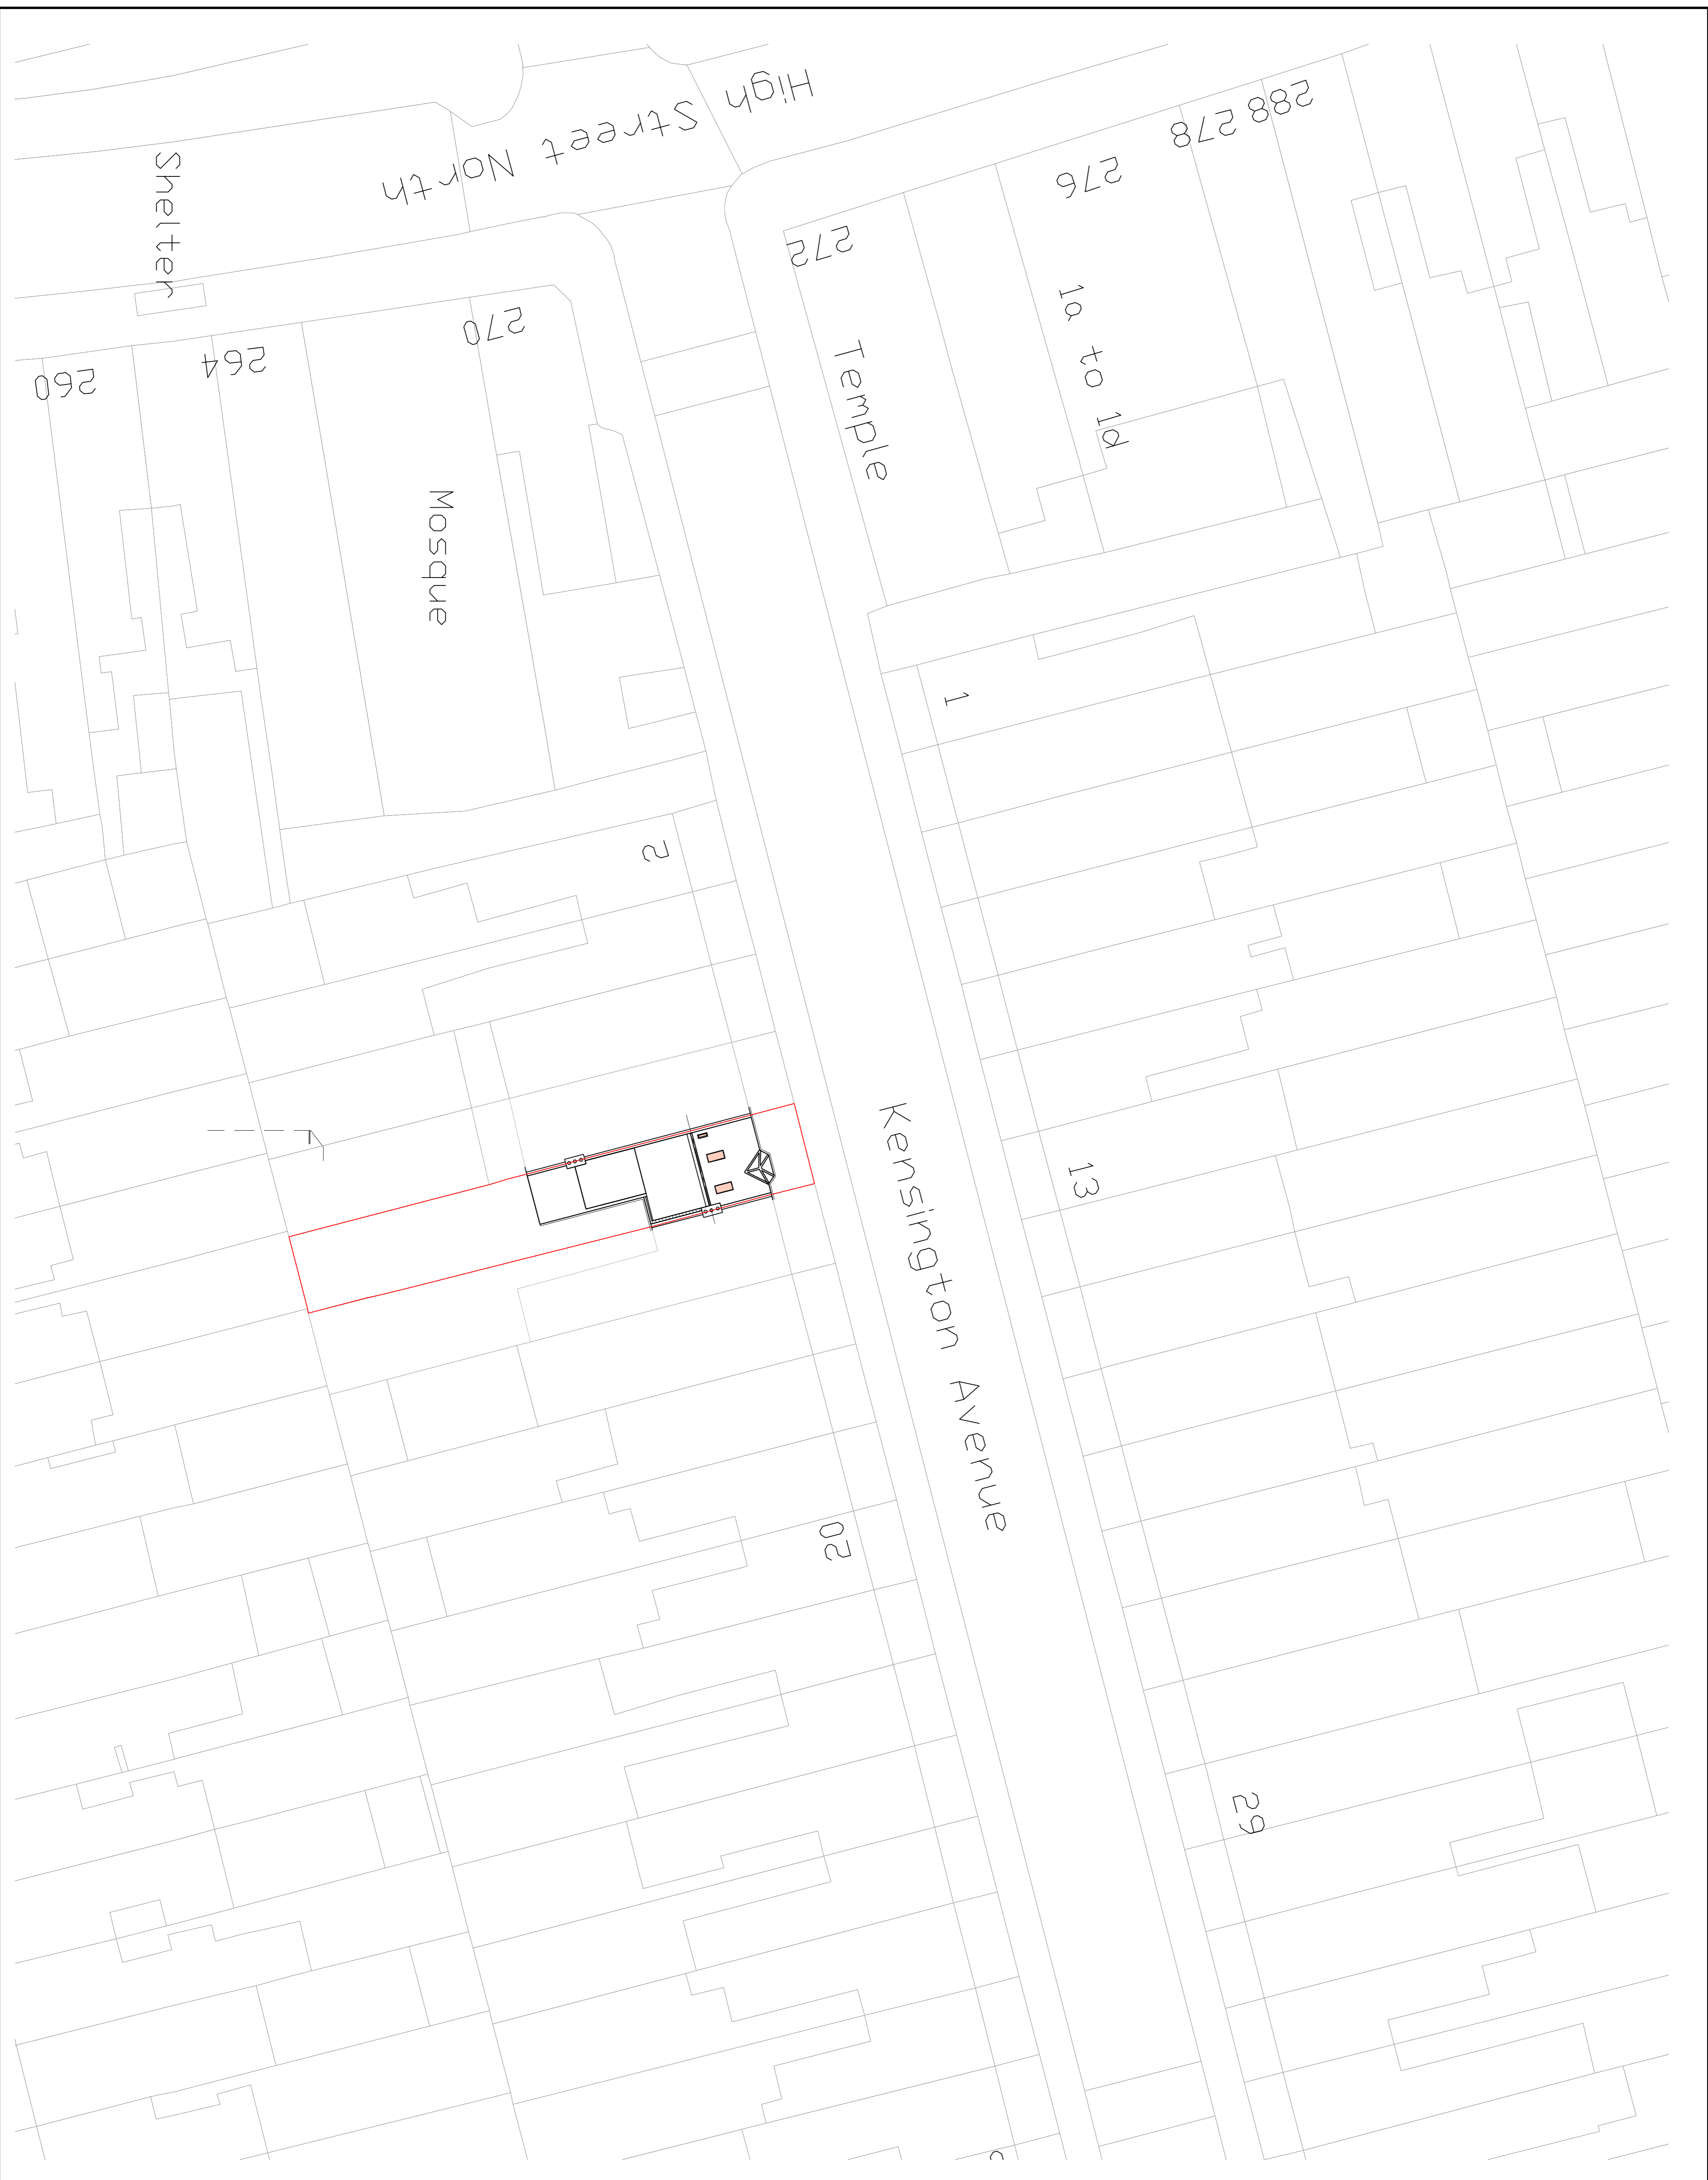 High Street North
Shelter
288
278
276
272
270
264
260
1a to 1d
Temple
Mosque
1
2
Kensington Avenue
13
20
29